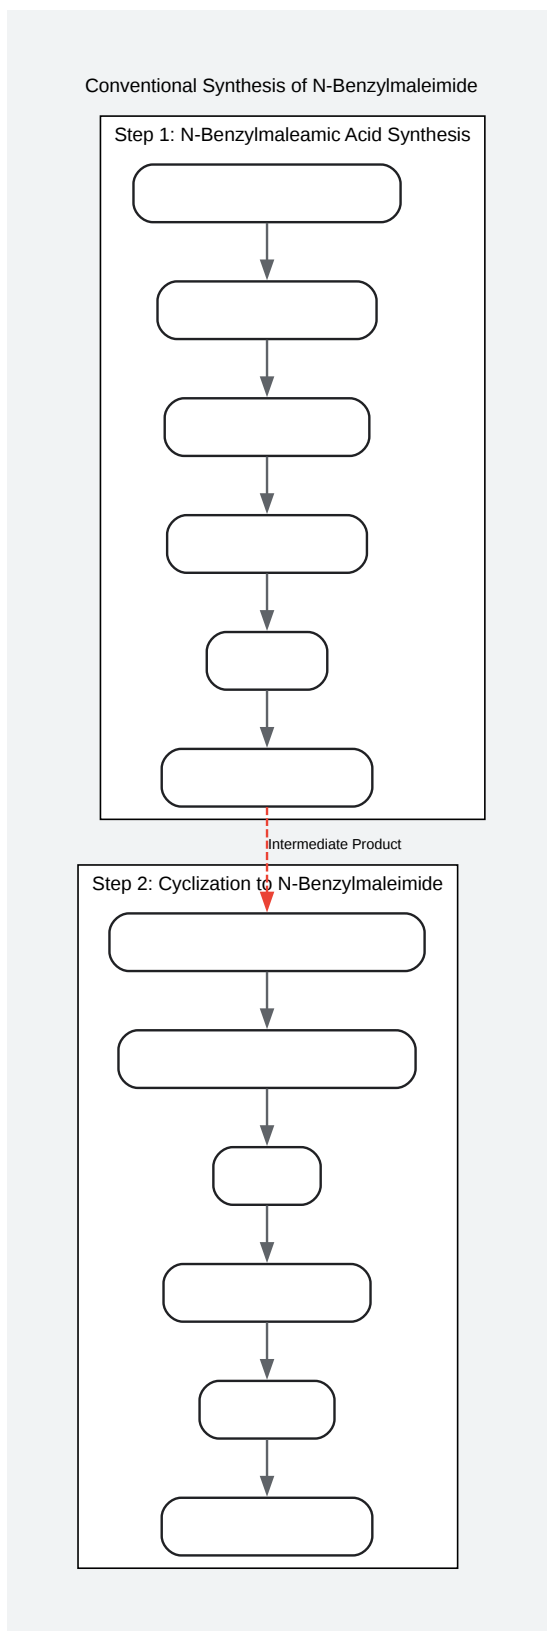 Conventional Synthesis of N-Benzylmaleimide
Step 1: N-Benzylmaleamic Acid Synthesis
Intermediate Product
Step 2: Cyclization to N-Benzylmaleimide